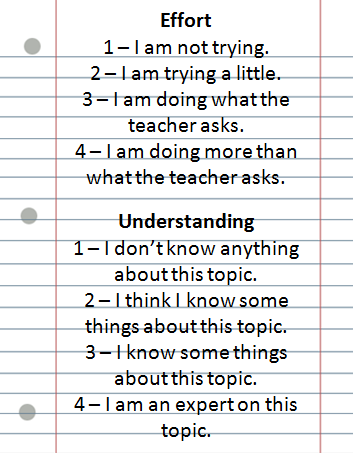 Effort
1 – I am not trying.
2 – I am trying a little.
3 – I am doing what the
teacher asks.
4 – I am doing more than
what the teacher asks.
Understanding
1 – I don't know anything
about this topic.
2 – I think I know some
things about this topic.
3 – I know some things
about this topic.
4 – I am an expert on this
topic.